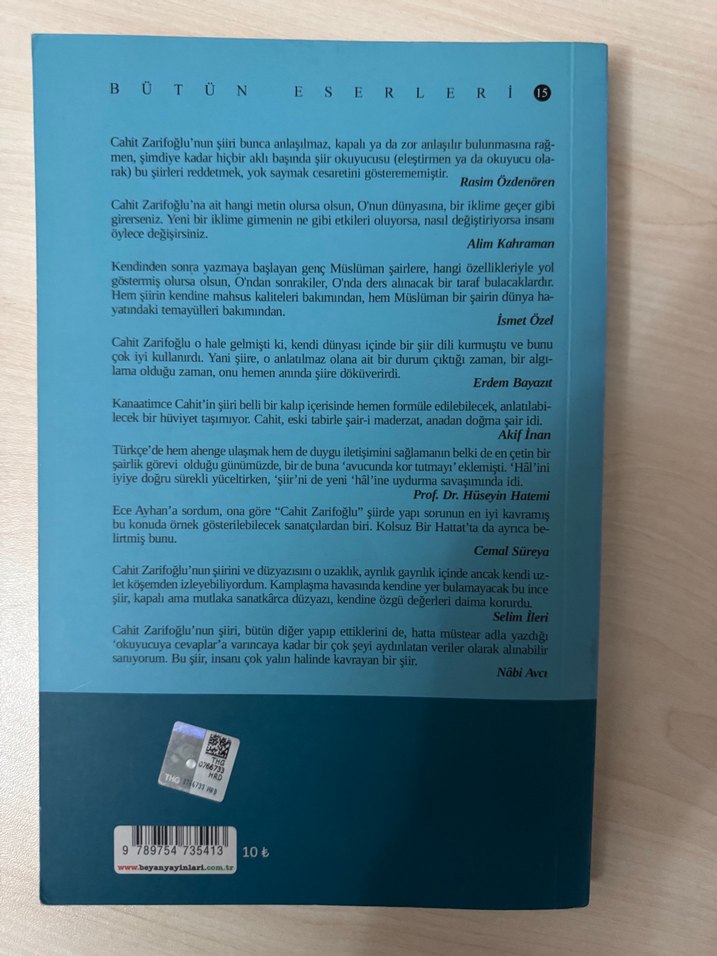 BÜTÜN ESERLERİ 15
Cahit Zarifoğlu'nun şiiri bunca anlaşılmaz, kapalı ya da zor anlaşılır bulunmasına rağ-
men, şimdiye kadar hiçbir aklı başında şiir okuyucusu (eleştirmen ya da okuyucu ola-
rak) bu şiirleri reddetmek, yok saymak cesaretini gösterememiştir.
Rasim Özdenören
Cahit Zarifoğlu'na ait hangi metin olursa olsun, O'nun dünyasına, bir iklime geçer gibi
girerseniz. Yeni bir iklime girmenin ne gibi etkileri oluyorsa, nasıl değiştiriyorsa insanı
öylece değişirsiniz.
Alim Kahraman
Kendinden sonra yazmaya başlayan genç Müslüman şairlere, hangi özellikleriyle yol
göstermiş olursa olsun, O'ndan sonrakiler, O'nda ders alınacak bir taraf bulacaklardır.
Hem şiirin kendine mahsus kaliteleri bakımından, hem Müslüman bir şairin dünya ha-
yatındaki temayülleri bakımından.
İsmet Özel
Cahit Zarifoğlu o hale gelmişti ki, kendi dünyası içinde bir şiir dili kurmuştu ve bunu
çok iyi kullanırdı. Yani şiire, o anlatılmaz olana ait bir durum çıktığı zaman, bir algı-
lama olduğu zaman, onu hemen anında şiire döküverirdi.
Erdem Bayazıt
Kanaatimce Cahit'in şiiri belli bir kalıp içerisinde hemen formüle edilebilecek, anlatılabi-
lecek bir hüviyet taşımıyor. Cahit, eski tabirle şair-i maderzat, anadan doğma şair idi.
Akif İnan
Türkçe'de hem ahenge ulaşmak hem de duygu iletişimini sağlamanın belki de en çetin bir
şairlik görevi olduğu günümüzde, bir de buna 'avucunda kor tutmayı' eklemişti. 'Hâl'ini
iyiye doğru sürekli yüceltirken, 'şiir'ni de yeni 'hâl'ine uydurma savaşımında idi.
Prof. Dr. Hüseyin Hatemi
Ece Ayhan'a sordum, ona göre "Cahit Zarifoğlu" şiirde yapı sorunun en iyi kavramış
bu konuda örnek gösterilebilecek sanatçılardan biri. Kolsuz Bir Hattat'ta da ayrıca be-
lirtmiş bunu.
Cemal Süreya
Cahit Zarifoğlu'nun şiirini ve düzyazısını o uzaklık, ayrılık gayrılık içinde ancak kendi uz-
let köşemden izleyebiliyordum. Kamplaşma havasında kendine yer bulamayacak bu ince
şiir, kapalı ama mutlaka sanatkârca düzyazı, kendine özgü değerleri daima korurdu.
Selim İleri
Cahit Zarifoğlu'nun şiiri, bütün diğer yapıp ettiklerini de, hatta müstear adla yazdığı
'okuyucuya cevaplar'a varıncaya kadar bir çok şeyi aydınlatan veriler olarak alınabilir
sanıyorum. Bu şiir, insanı çok yalın halinde kavrayan bir şiir.
Nâbi Avcı
THG
0766733
HRD
THG 0766733 HRD
9 789754 735413
10 ₺
www.beyanyayinlari.com.tr